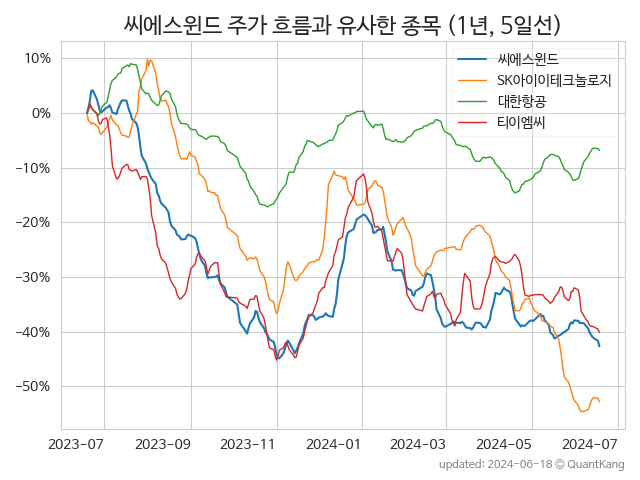 씨에스윈드 주가 흐름과 유사한 종목 (1년, 5일선)
씨에스윈드
SK아이이테크놀로지
대한항공
티이엠씨
10%
0%
−10%
−20%
−30%
−40%
−50%
2023-07
2023-09
2023-11
2024-01
2024-03
2024-05
2024-07
updated: 2024-06-18 © QuantKang